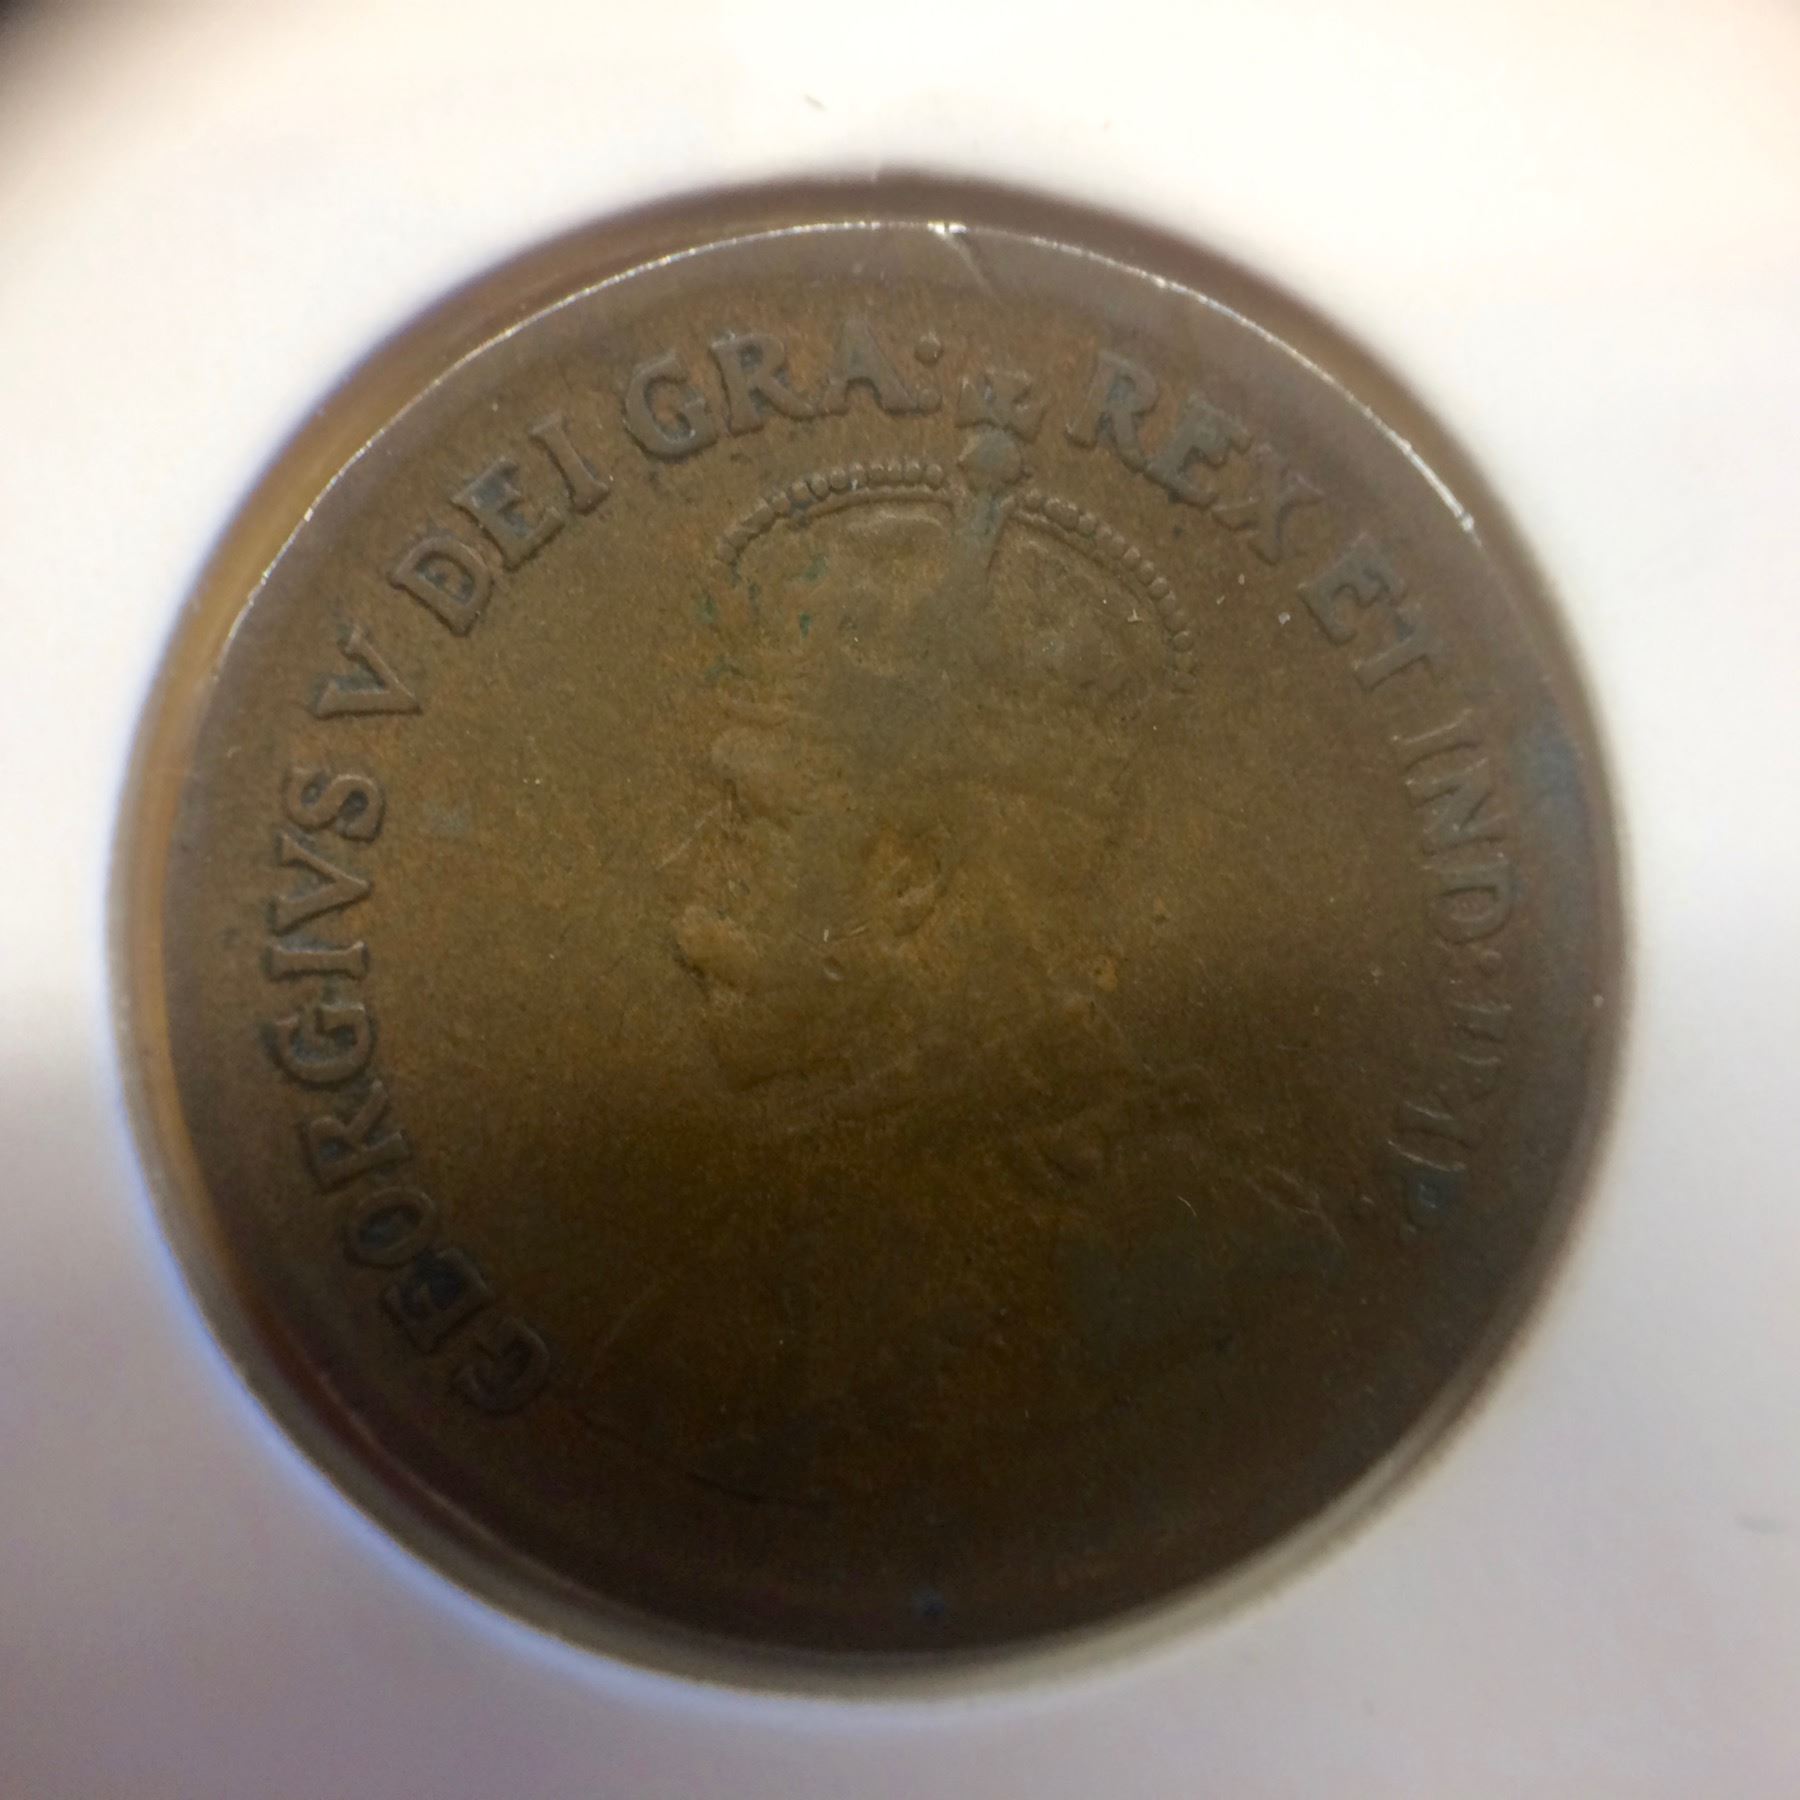 GEORGIVS V DEI GRA: REX ET IND: IMP: